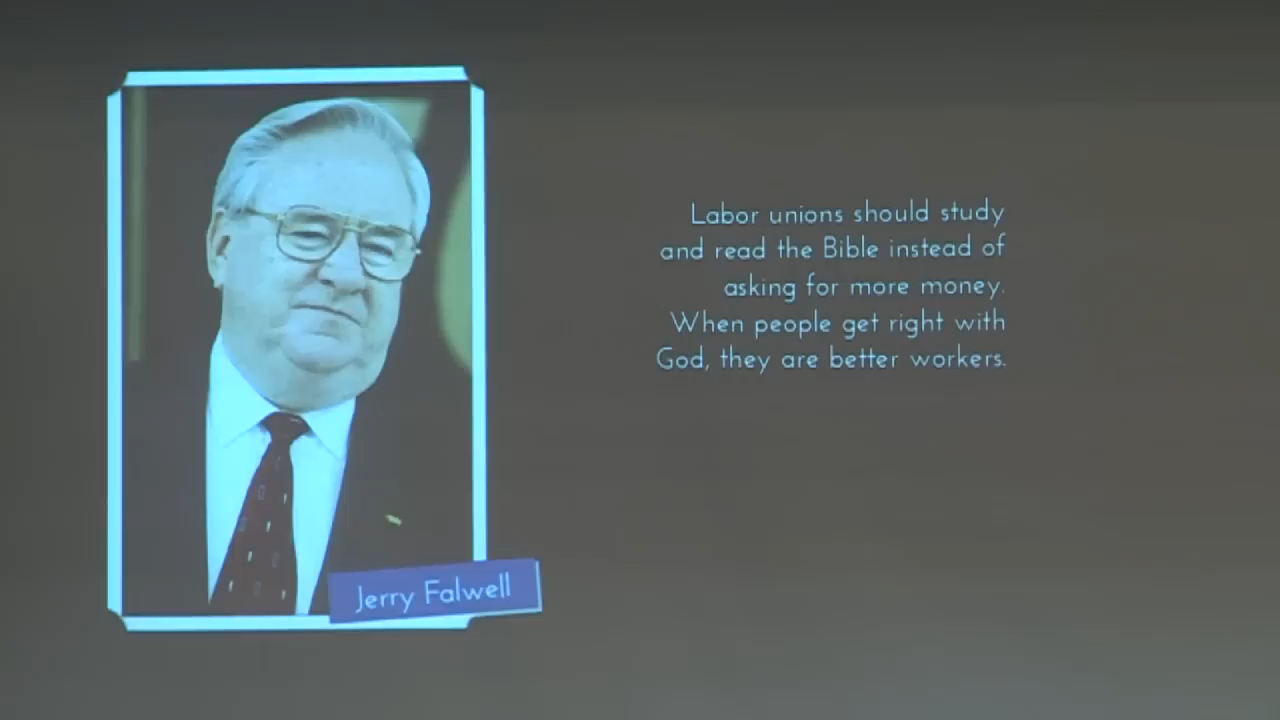 Labor unions should study
and read the Bible instead of
asking for more money.
When people get right with
God, they are better workers.
Jerry Falwell